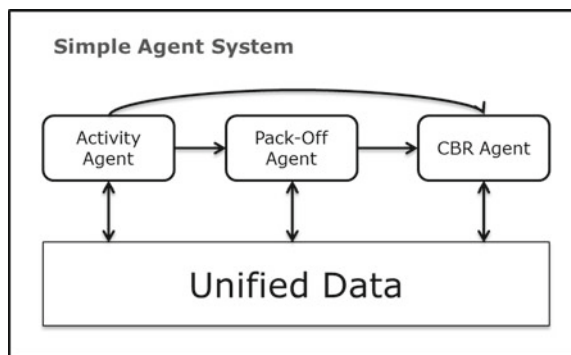 Simple Agent System
Activity
Agent
Pack-Off
Agent
CBR Agent
Unified Data